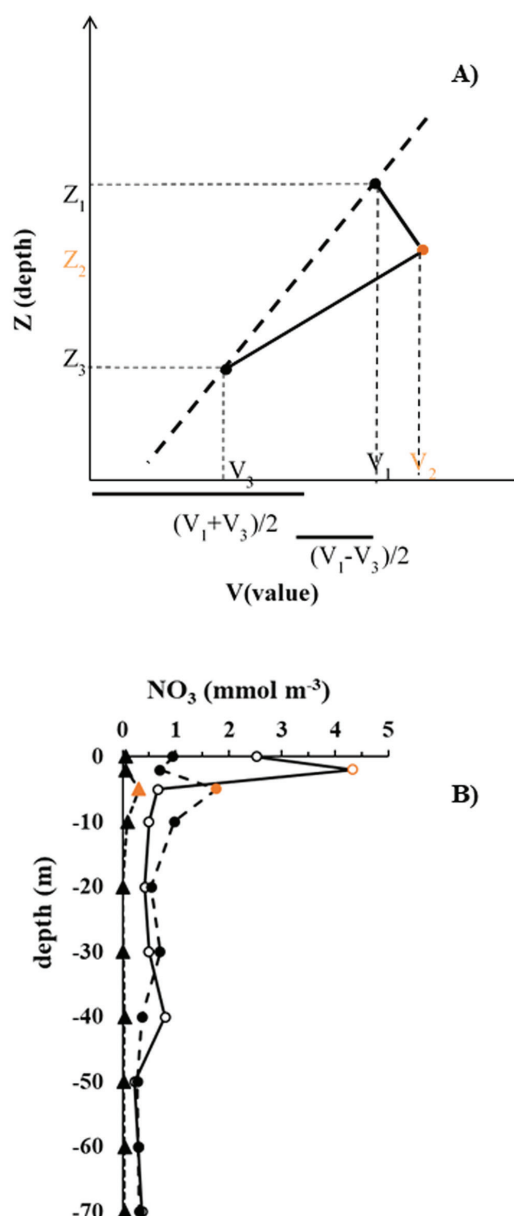 A)
Z (depth)
Z₁
Z₂
Z₃
V₃
V₁
V₂
(V₁+V₃)/2
(V₁-V₃)/2
V(value)
NO₃ (mmol m⁻³)
0 1 2 3 4 5
B)
depth (m)
0
-10
-20
-30
-40
-50
-60
-70